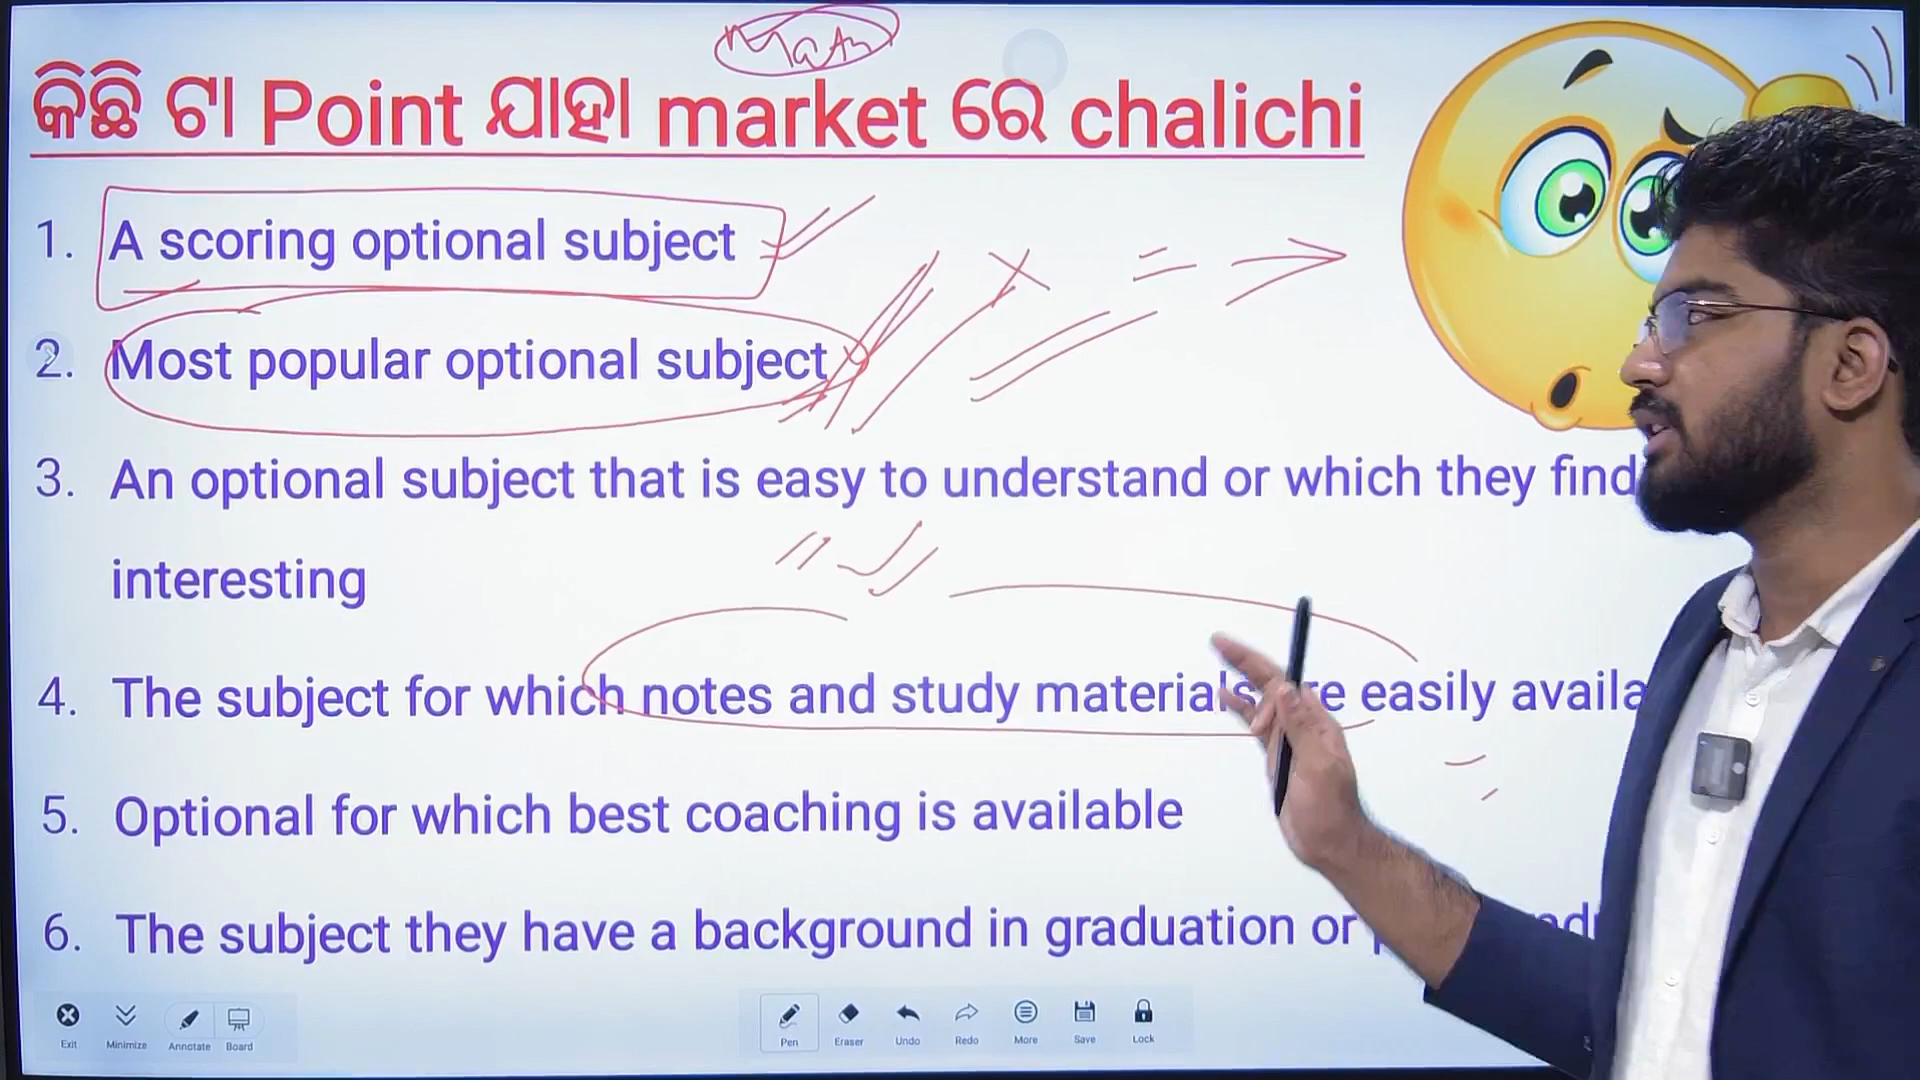 Math
କିଛି ଟା Point ଯାହା market ରେ chalichi
1. A scoring optional subject
2. Most popular optional subject
3. An optional subject that is easy to understand or which they find
interesting
4. The subject for which notes and study materials easily
5. Optional for which best coaching is available
6. The subject they have a background in graduation or
Exit Minimize Annotate Board Pen Eraser Undo Redo More Save Lock